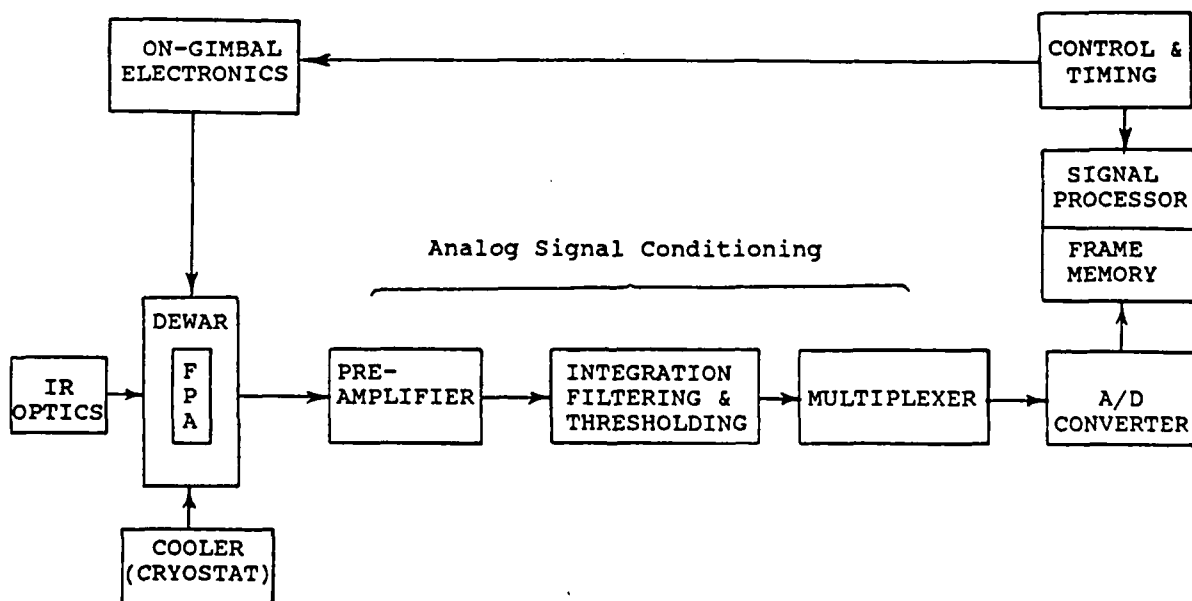 ON-GIMBAL
ELECTRONICS
CONTROL &
TIMING
SIGNAL
PROCESSOR
FRAME
MEMORY
Analog Signal Conditioning
DEWAR
F
P
A
IR
OPTICS
PRE-
AMPLIFIER
INTEGRATION
FILTERING &
THRESHOLDING
MULTIPLEXER
A/D
CONVERTER
COOLER
(CRYOSTAT)